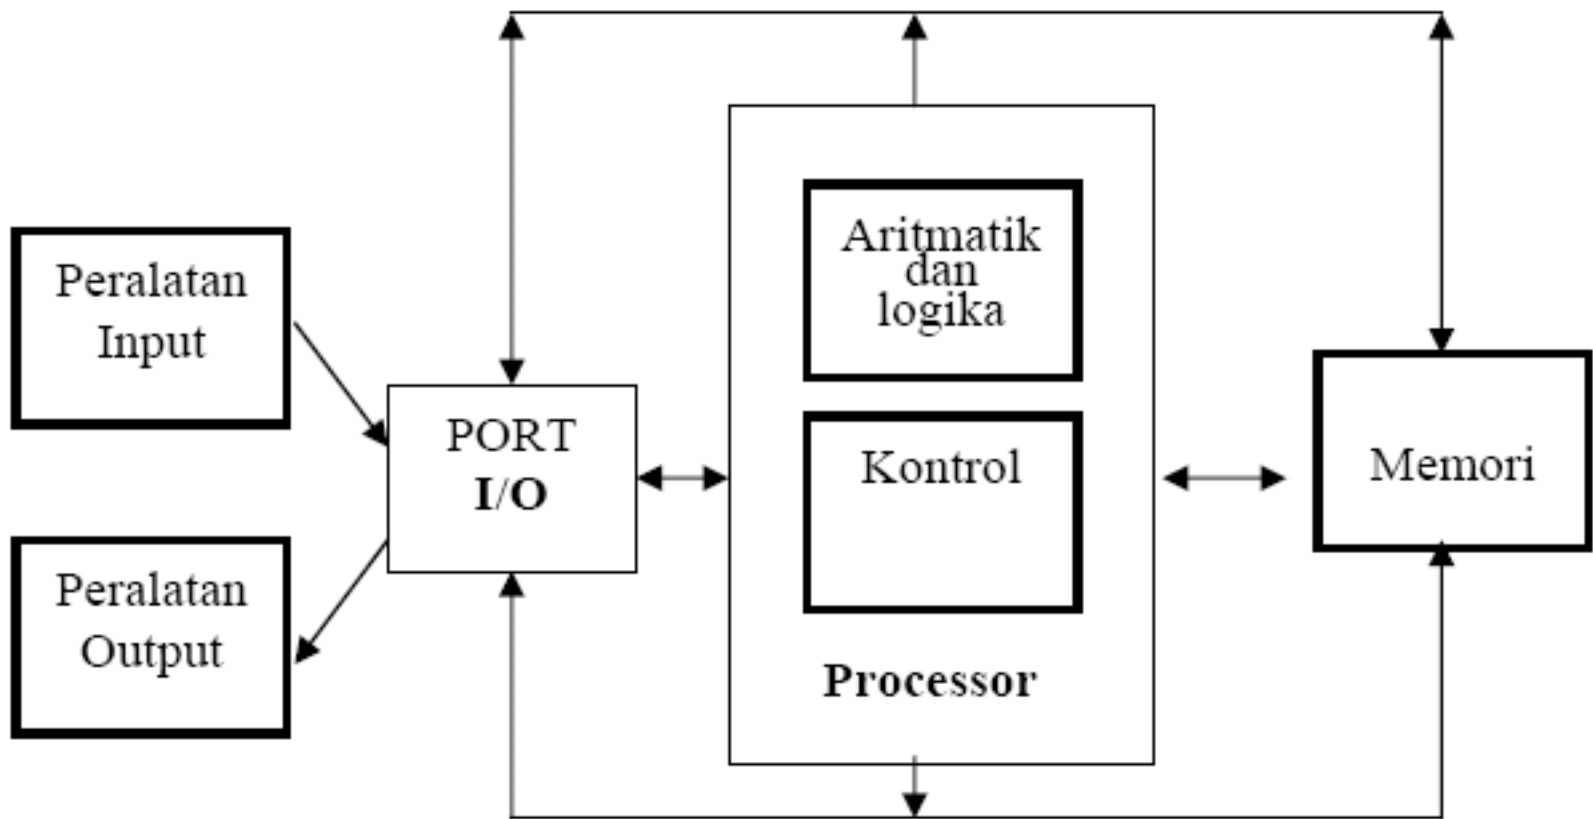 Peralatan
Input
Peralatan
Output
PORT
I/O
Aritmatik
dan
logika
Kontrol
Processor
Memori